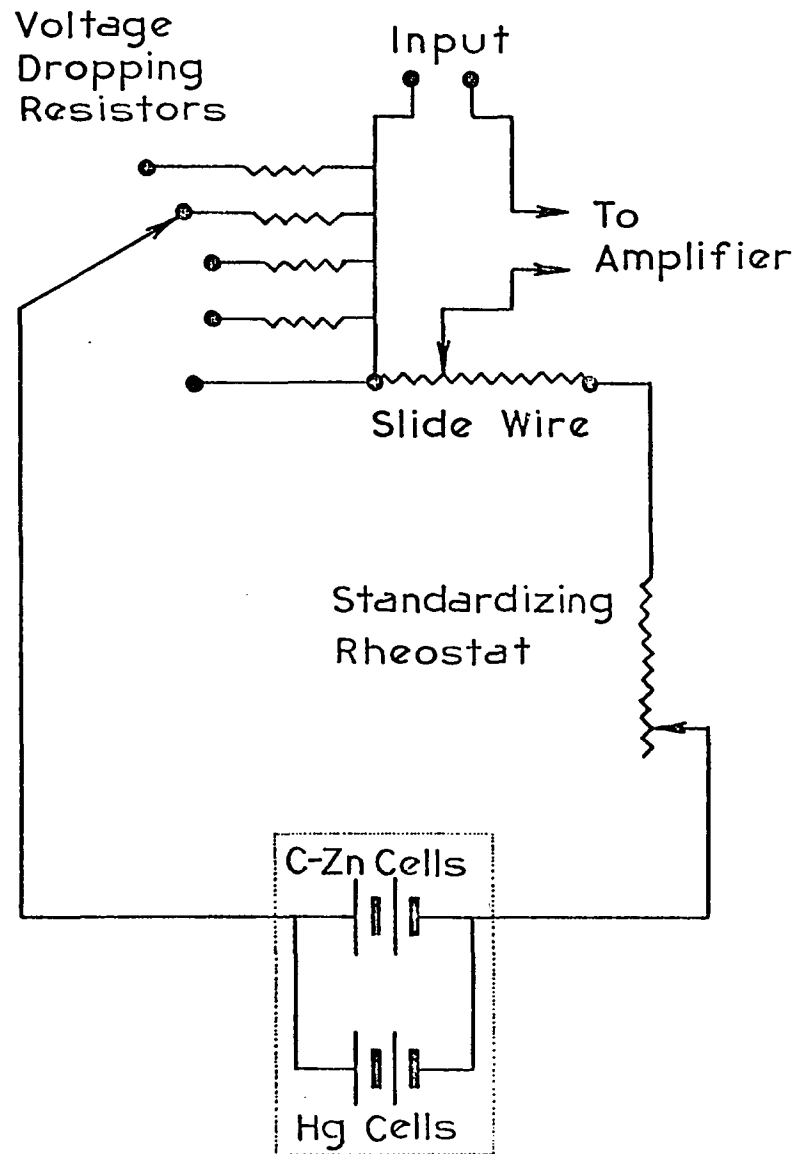 Voltage
Dropping
Resistors
Input
To
Amplifier
Slide Wire
Standardizing
Rheostat
C-Zn Cells
Hg Cells